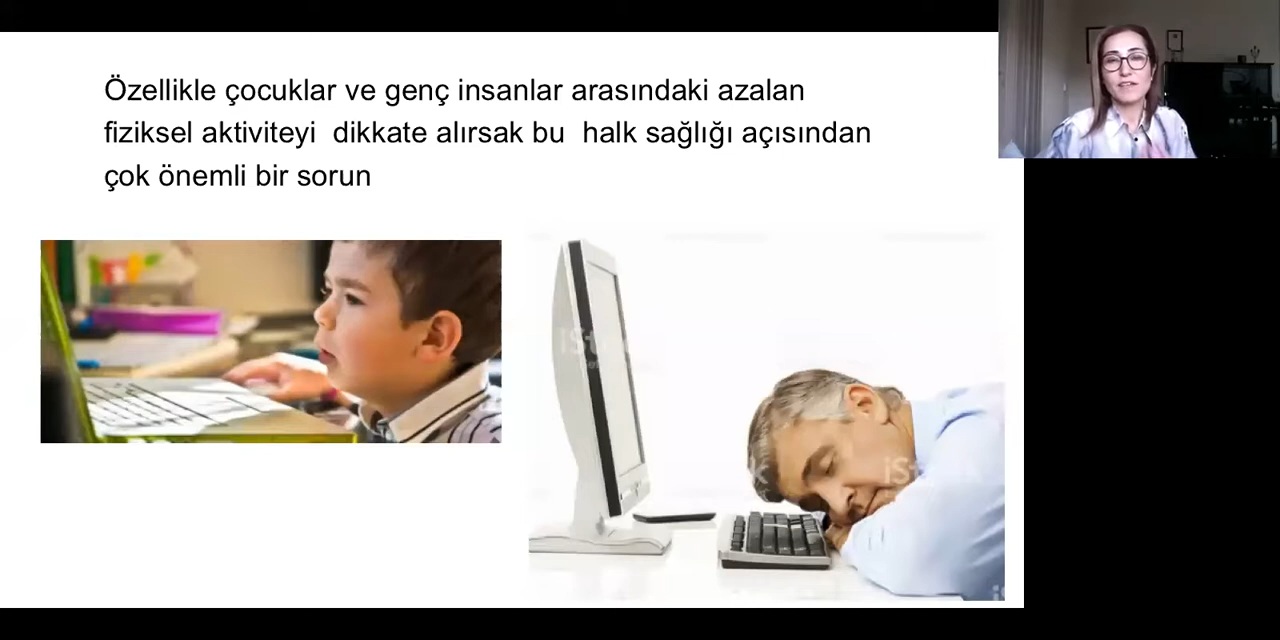 Özellikle çocuklar ve genç insanlar arasındaki azalan
fiziksel aktiviteyi dikkate alırsak bu halk sağlığı açısından
çok önemli bir sorun